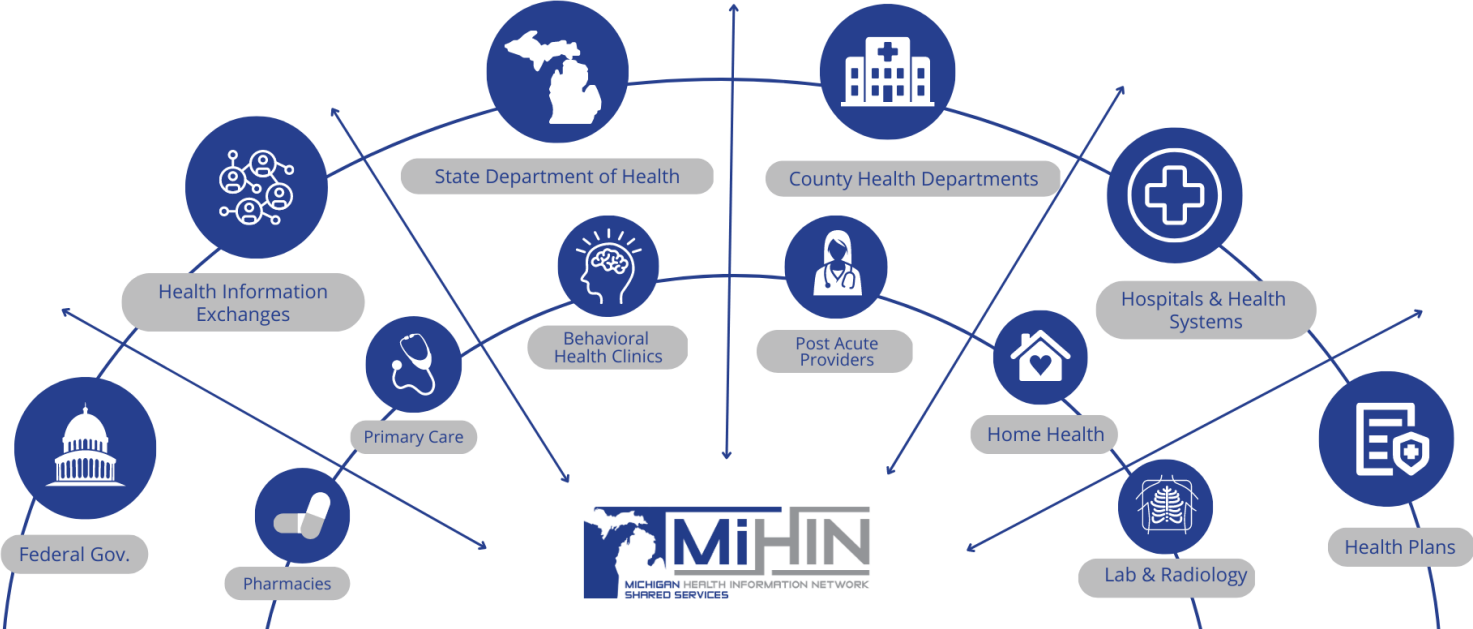 State Department of Health
County Health Departments
Health Information
Exchanges
Hospitals & Health
Systems
Behavioral
Health Clinics
Post Acute
Providers
Primary Care
Home Health
Federal Gov.
Pharmacies
Lab & Radiology
Health Plans
MiHIN
MICHIGAN HEALTH INFORMATION NETWORK
SHARED SERVICES